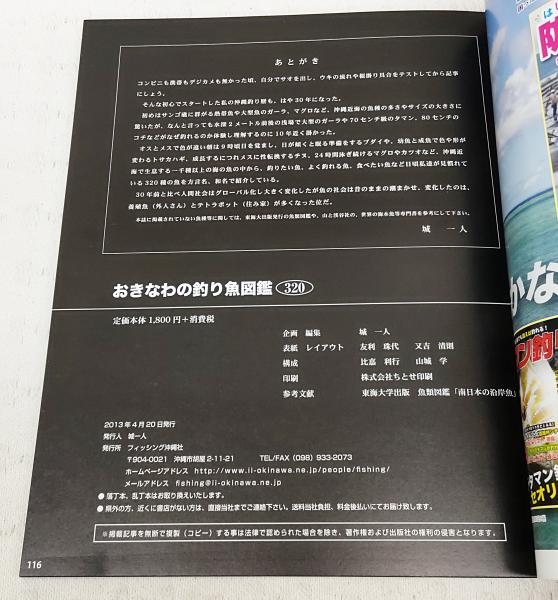 あとがき
コンビニも携帯もデジカメも無かった頃、自分でサオを出し、ウキの流れや根掛り具合をテストしてから記事
にしよう。
そんな初心でスタートした私の沖縄釣り暦も、はや30年になった。
初めはサンゴ礁に群がる熱帯魚や大型魚のガーラ、マグロなど、沖縄近海の魚種の多さやサイズの大きさに
驚いたが、なんと言っても水深2メートル前後の浅場で大型のガーラや70センチ級のタマン、80センチの
コチなどがなぜ釣れるのか体験し理解するのに10年近く掛かった。
オスとメスで色が違い朝は9時頃目を覚まし、日が傾くと眠る準備をするブダイや、幼魚と成魚で色や形が
変わるトサカハギ、成長するにつれメスに性転換するチヌ、24時間泳ぎ続けるマグロやカツオなど、沖縄近
海で生息する一千種以上の海の魚の中から、釣りたい魚、よく釣れる魚、食べたい魚など日頃私達が見慣れて
いる320種の魚を方言名、和名で紹介している。
30年前と比べ人間社会はグローバル化し大きく変化したが魚の社会は昔のままの棲まかせ、変化したのは、
養殖魚(外人さん)とテトラポット(住み家)が多くなった位だ。
本誌に掲載されていない魚種等に関しては、東海大出版発行の魚類図鑑や、山と渓谷社の、世界の海水魚等専門書を参考にして下さい。
城 一人
おきなわの釣り魚図鑑 320
定価本体1,800円+消費税
企画 編集 城 一人
表紙 レイアウト 友利 珠代 又吉 清則
構成 比嘉 利行 山城 学
印刷 株式会社ちとせ印刷
参考文献 東海大学出版 魚類図鑑「南日本の沿岸魚」
2013年4月20日発行
発行人 城一人
発行所 フィッシング沖縄社
〒904-0021 沖縄市胡屋2-11-21 TEL/FAX (098) 933-2073
ホームページアドレス http://www.ii-okinawa.ne.jp/people/fishing/
メールアドレス fishing@ii-okinawa.ne.jp
● 落丁本、乱丁本はお取り換えいたします。
● 県外の方、近くに書店がない方は、直接当社までご連絡下さい。送料当社負担、料金後払いにてお届け致します。
※掲載記事を無断で複製(コピー)する事は法律で認められた場合を除き、著作権および出版社の権利の侵害となります。
116
かな